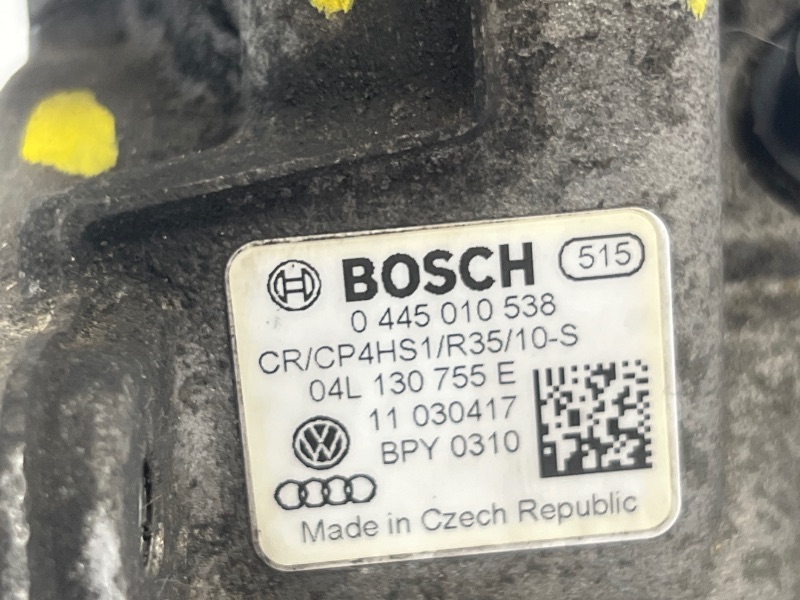 BOSCH 515
0 445 010 538
CR/CP4HS1/R35/10-S
04L 130 755 E
11 030417
BPY 0310
Made in Czech Republic